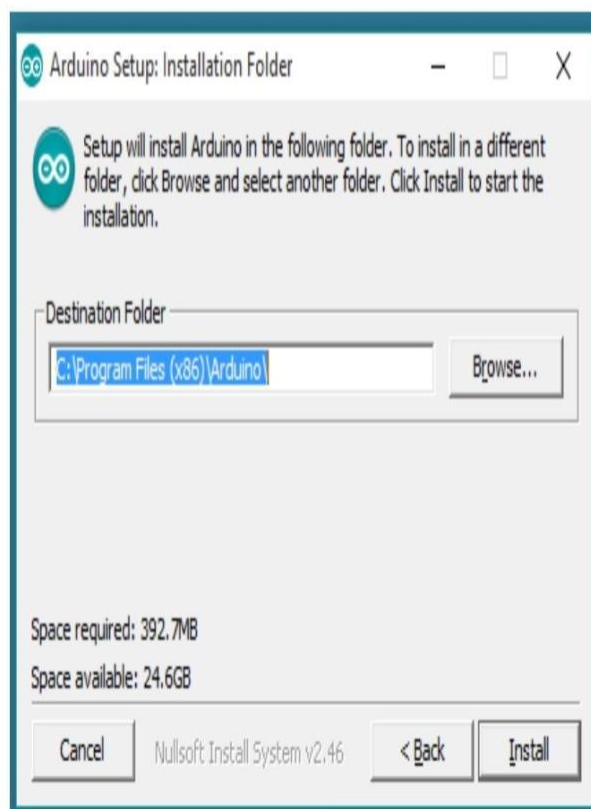 Arduino Setup: Installation Folder
Setup will install Arduino in the following folder. To install in a different
folder, click Browse and select another folder. Click Install to start the
installation.
Destination Folder
C:\Program Files (x86)\Arduino\
Browse...
Space required: 392.7MB
Space available: 24.6GB
Cancel
Nullsoft Install System v2.46
< Back
Install